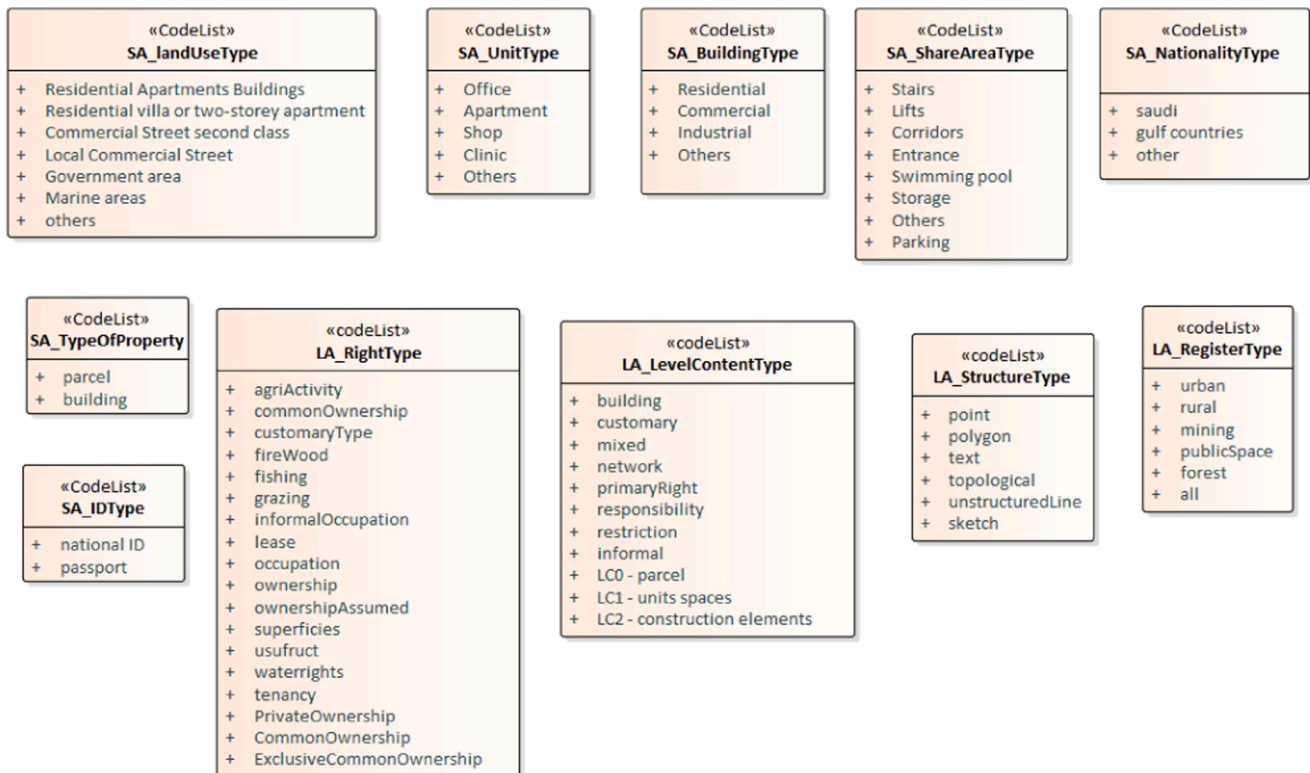 «CodeList»
SA_landUseType
+ Residential Apartments Buildings
+ Residential villa or two-storey apartment
+ Commercial Street second class
+ Local Commercial Street
+ Government area
+ Marine areas
+ others
«CodeList»
SA_UnitType
+ Office
+ Apartment
+ Shop
+ Clinic
+ Others
«CodeList»
SA_BuildingType
+ Residential
+ Commercial
+ Industrial
+ Others
«CodeList»
SA_ShareAreaType
+ Stairs
+ Lifts
+ Corridors
+ Entrance
+ Swimming pool
+ Storage
+ Others
+ Parking
«CodeList»
SA_NationalityType
+ saudi
+ gulf countries
+ other
«CodeList»
SA_TypeOfProperty
+ parcel
+ building
«CodeList»
SA_IDType
+ national ID
+ passport
«codeList»
LA_RightType
+ agriActivity
+ commonOwnership
+ customaryType
+ fireWood
+ fishing
+ grazing
+ informalOccupation
+ lease
+ occupation
+ ownership
+ ownershipAssumed
+ superficies
+ usufruct
+ waterrights
+ tenancy
+ PrivateOwnership
+ CommonOwnership
+ ExclusiveCommonOwnership
«codeList»
LA_LevelContentType
+ building
+ customary
+ mixed
+ network
+ primaryRight
+ responsibility
+ restriction
+ informal
+ LC0 - parcel
+ LC1 - units spaces
+ LC2 - construction elements
«codeList»
LA_StructureType
+ point
+ polygon
+ text
+ topological
+ unstructuredLine
+ sketch
«codeList»
LA_RegisterType
+ urban
+ rural
+ mining
+ publicSpace
+ forest
+ all